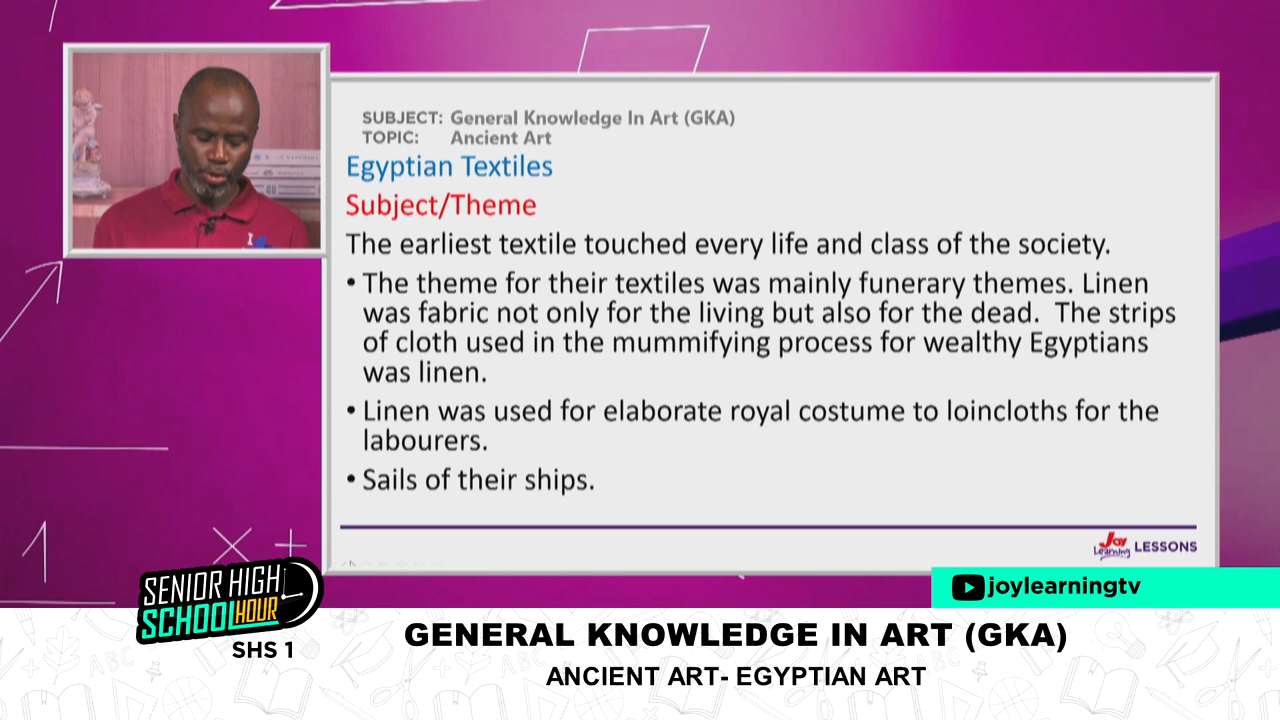 SUBJECT: General Knowledge In Art (GKA)
TOPIC: Ancient Art
Egyptian Textiles
Subject/Theme
The earliest textile touched every life and class of the society.
• The theme for their textiles was mainly funerary themes. Linen
was fabric not only for the living but also for the dead. The strips
of cloth used in the mummifying process for wealthy Egyptians
was linen.
• Linen was used for elaborate royal costume to loincloths for the
labourers.
• Sails of their ships.
Joy Learning LESSONS
joylearningtv
SENIOR HIGH
SCHOOL HOUR
SHS 1
GENERAL KNOWLEDGE IN ART (GKA)
ANCIENT ART- EGYPTIAN ART